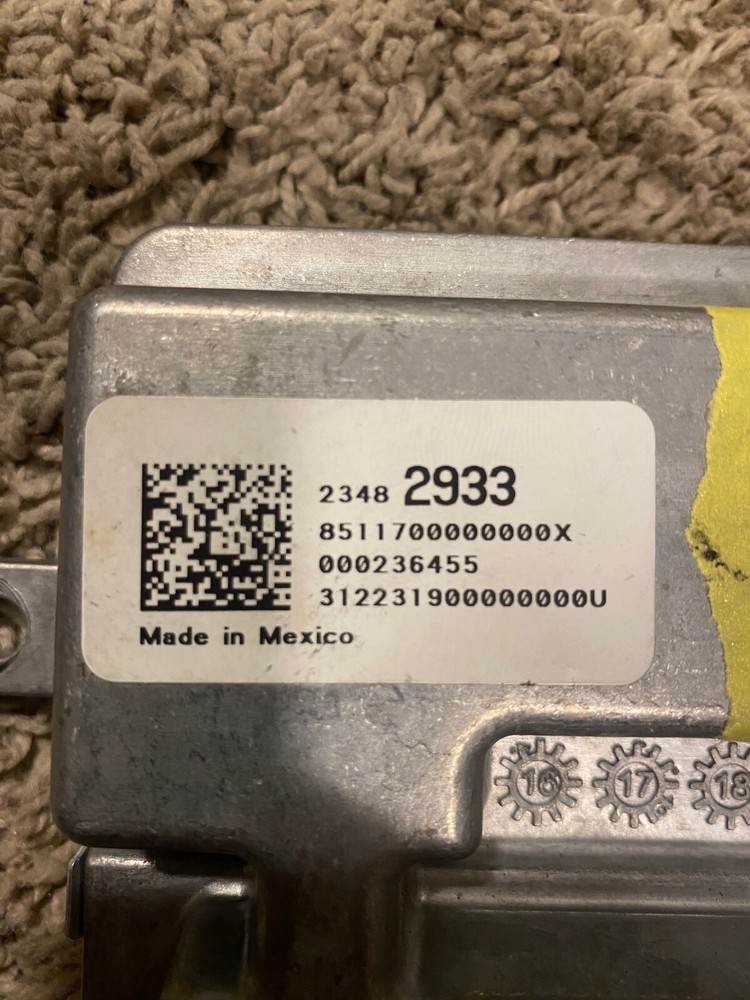 2348 2933
8511700000000X
000236455
312231900000000U
Made in Mexico
16 17 18